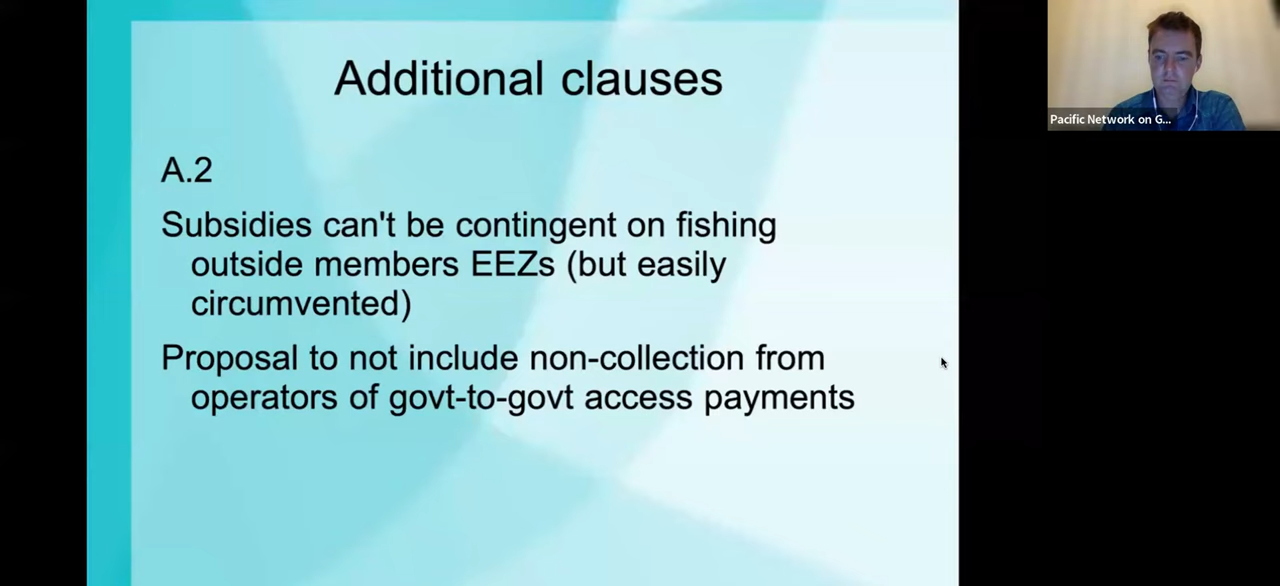 Additional clauses
A.2
Subsidies can't be contingent on fishing
outside members EEZs (but easily
circumvented)
Proposal to not include non-collection from
operators of govt-to-govt access payments
Pacific Network on G...